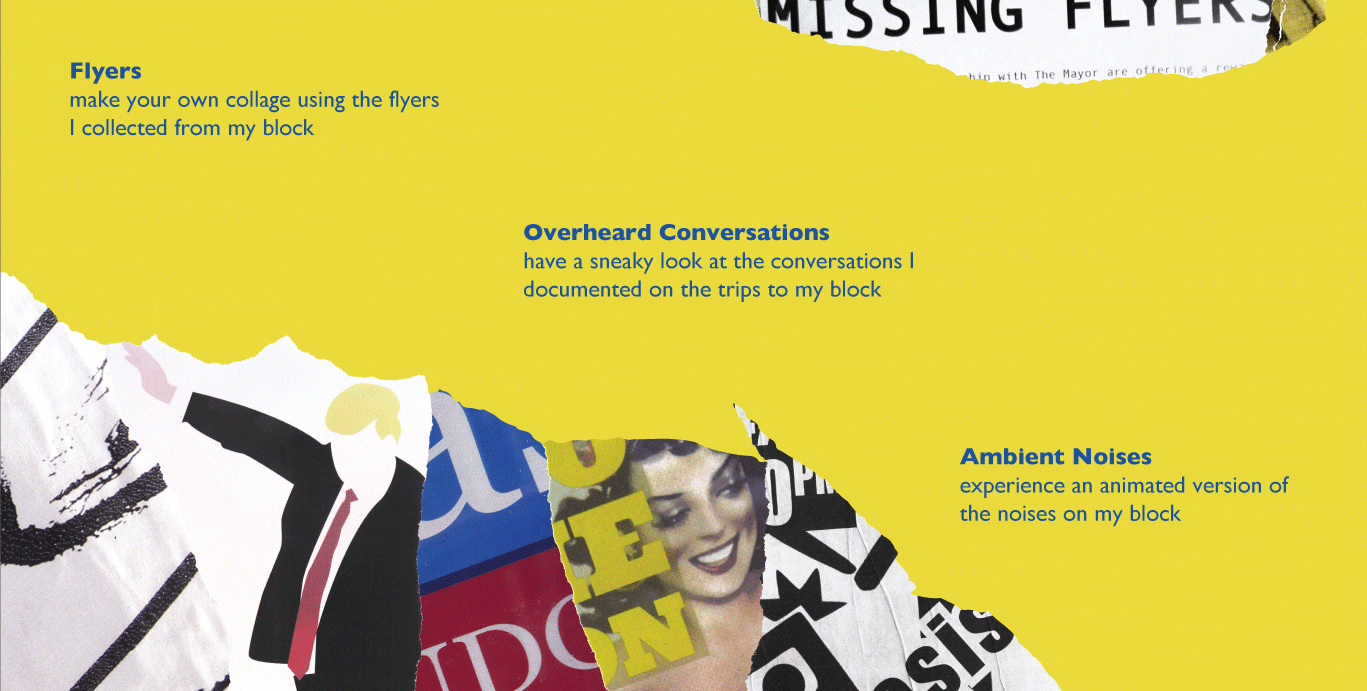 MISSING FLYERS
with The Mayor are offering a
Flyers
make your own collage using the flyers
I collected from my block
Overheard Conversations
have a sneaky look at the conversations I
documented on the trips to my block
Ambient Noises
experience an animated version of
the noises on my block